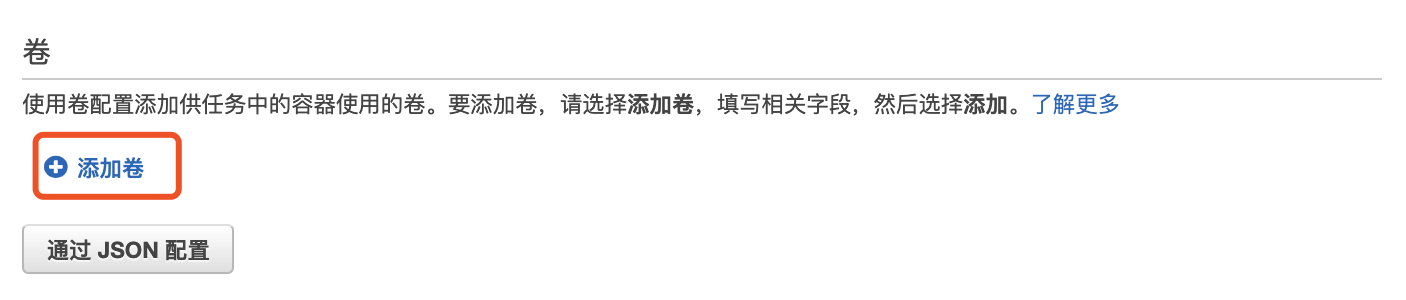 卷
使用卷配置添加供任务中的容器使用的卷。要添加卷，请选择添加卷，填写相关字段，然后选择添加。了解更多
添加卷
通过 JSON 配置